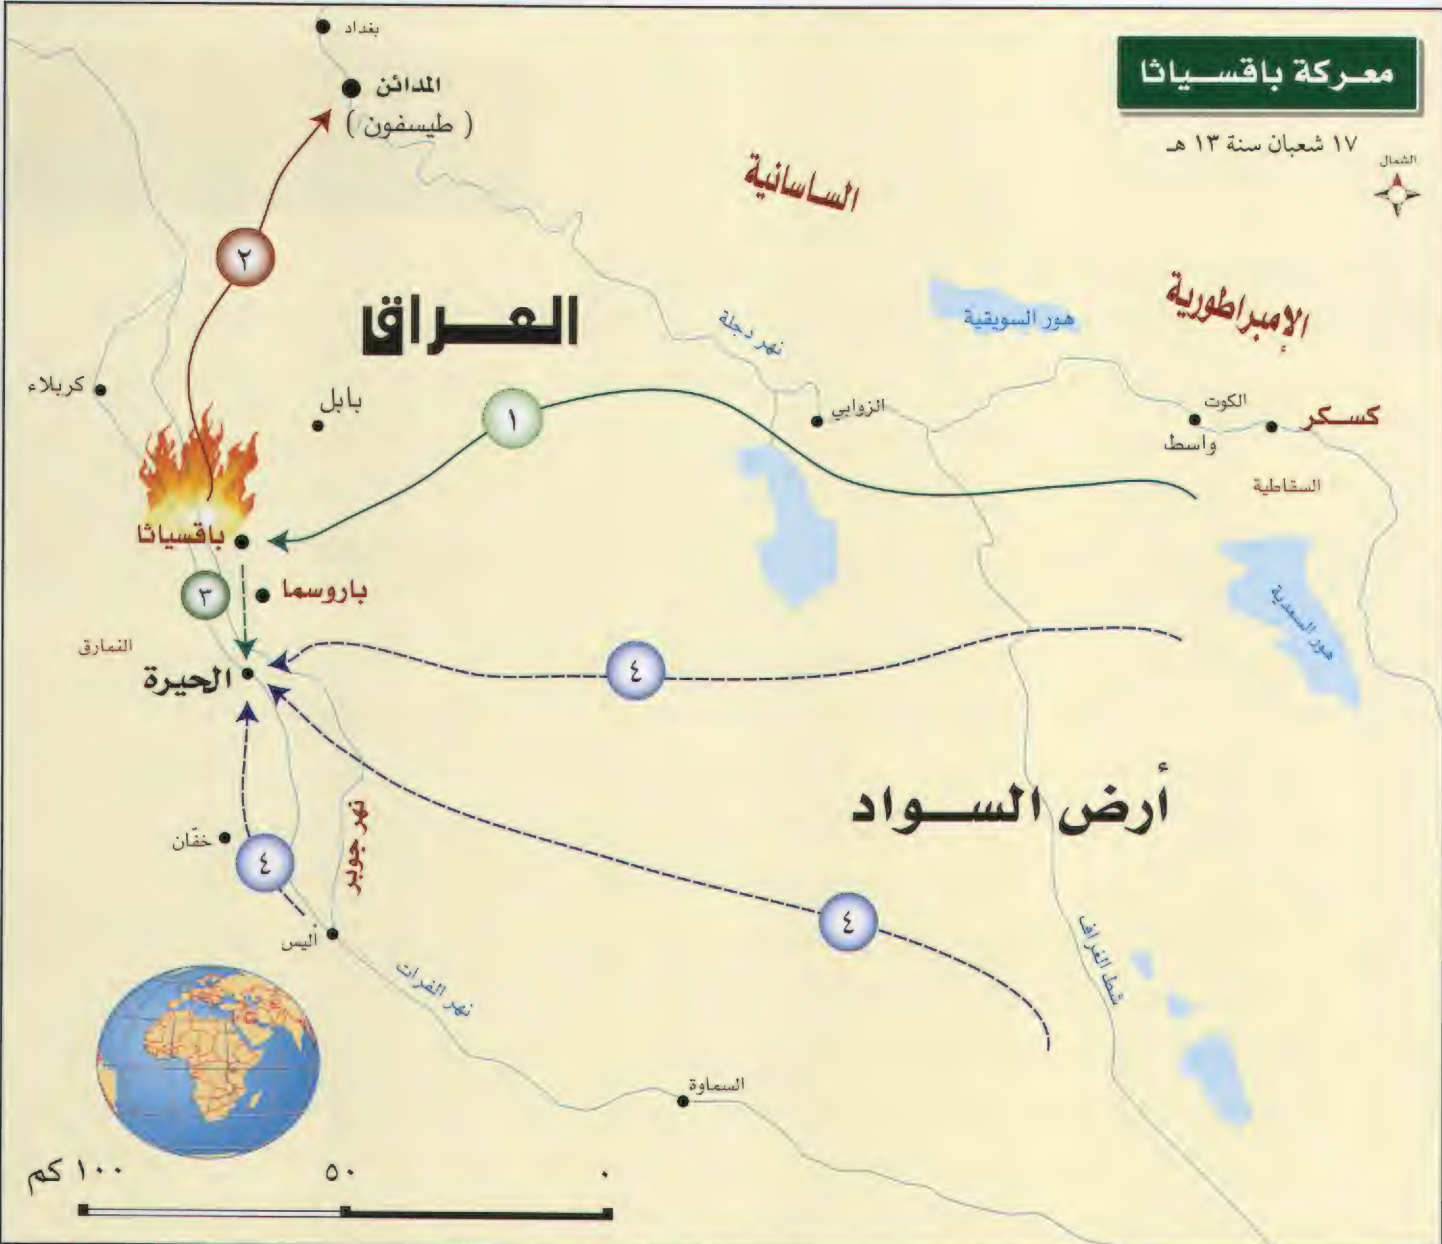 معركة باقسياثا
١٧ شعبان سنة ١٣ هـ
الشمال
بغداد
المدائن
( طيسفون )
الساسانية
الإمبراطورية
٢
العراق
نهر دجلة
هور السويقية
كربلاء
بابل
١
الزوابي
الكوت
واسط
كسكر
السقاطية
باقسياثا
٣
باروسما
هور السعدية
النمارق
الحيرة
٤
أرض السواد
خفّان
٤
نهر جوبر
أليس
٤
شط الغراف
نهر الفرات
السماوة
١٠٠ كم
٥٠
٠